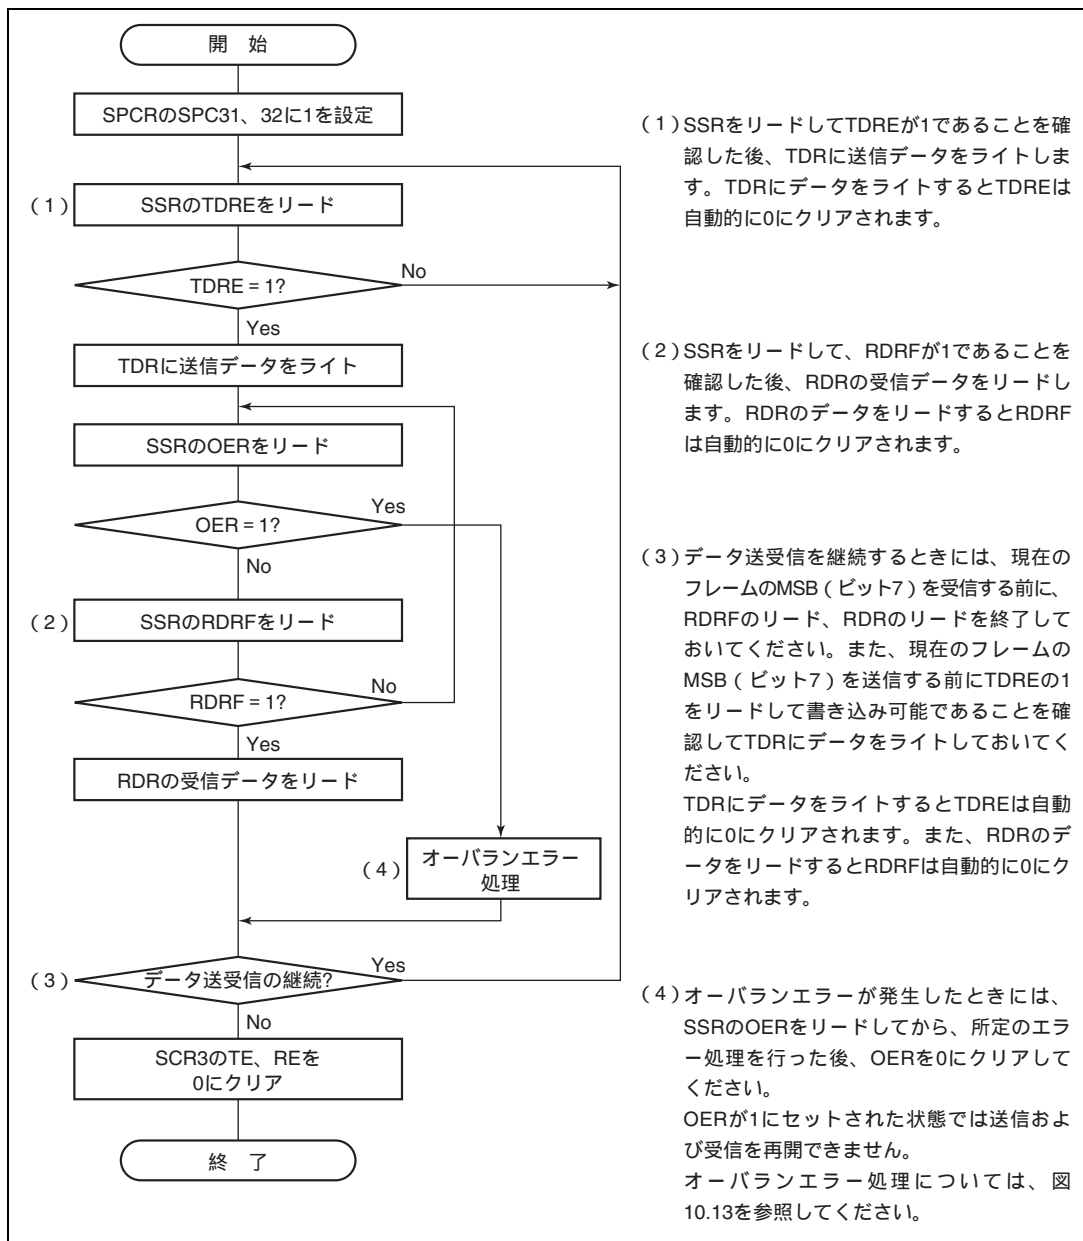 開 始
SPCRのSPC31、32に1を設定
(1)
SSRのTDREをリード
TDRE = 1?
No
Yes
TDRに送信データをライト
SSRのOERをリード
OER = 1?
Yes
No
(2)
SSRのRDRFをリード
RDRF = 1?
No
Yes
RDRの受信データをリード
(4)
オーバランエラー
処理
(3)
データ送受信の継続?
Yes
No
SCR3のTE、REを
0にクリア
終 了
(1)SSRをリードしてTDREが1であることを確
認した後、TDRに送信データをライトしま
す。TDRにデータをライトするとTDREは
自動的に0にクリアされます。
(2)SSRをリードして、RDRFが1であることを
確認した後、RDRの受信データをリードし
ます。RDRのデータをリードするとRDRF
は自動的に0にクリアされます。
(3)データ送受信を継続するときには、現在の
フレームのMSB(ビット7)を受信する前に、
RDRFのリード、RDRのリードを終了して
おいてください。また、現在のフレームの
MSB(ビット7)を送信する前にTDREの1
をリードして書き込み可能であることを確
認してTDRにデータをライトしておいてく
ださい。
TDRにデータをライトするとTDREは自動
的に0にクリアされます。また、RDRのデ
ータをリードするとRDRFは自動的に0にク
リアされます。
(4)オーバランエラーが発生したときには、
SSRのOERをリードしてから、所定のエラ
ー処理を行った後、OERを0にクリアして
ください。
OERが1にセットされた状態では送信およ
び受信を再開できません。
オーバランエラー処理については、図
10.13を参照してください。